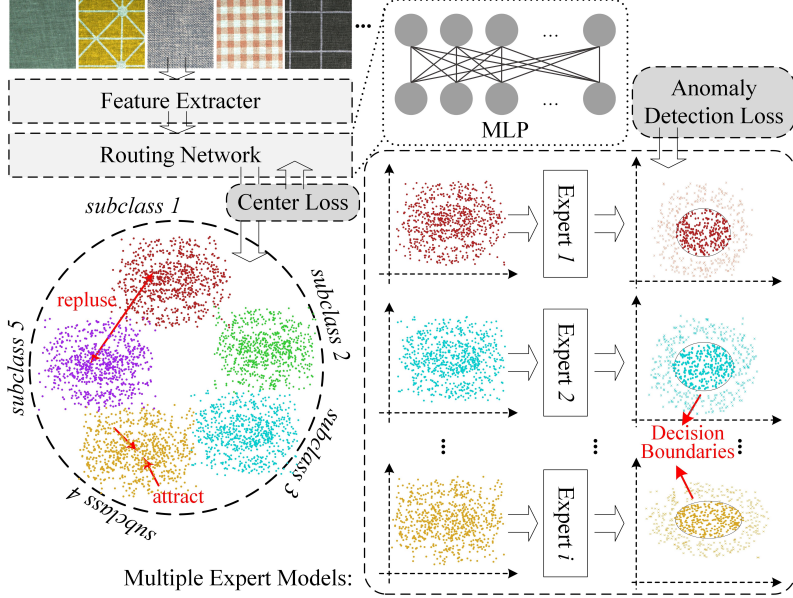 ...
Feature Extracter
Routing Network
...
...
MLP
Anomaly
Detection Loss
Center Loss
subclass 1
subclass 2
subclass 3
subclass 4
subclass 5
repluse
attract
Expert 1
Expert 2
...
...
...
Expert i
Decision
Boundaries
Multiple Expert Models: